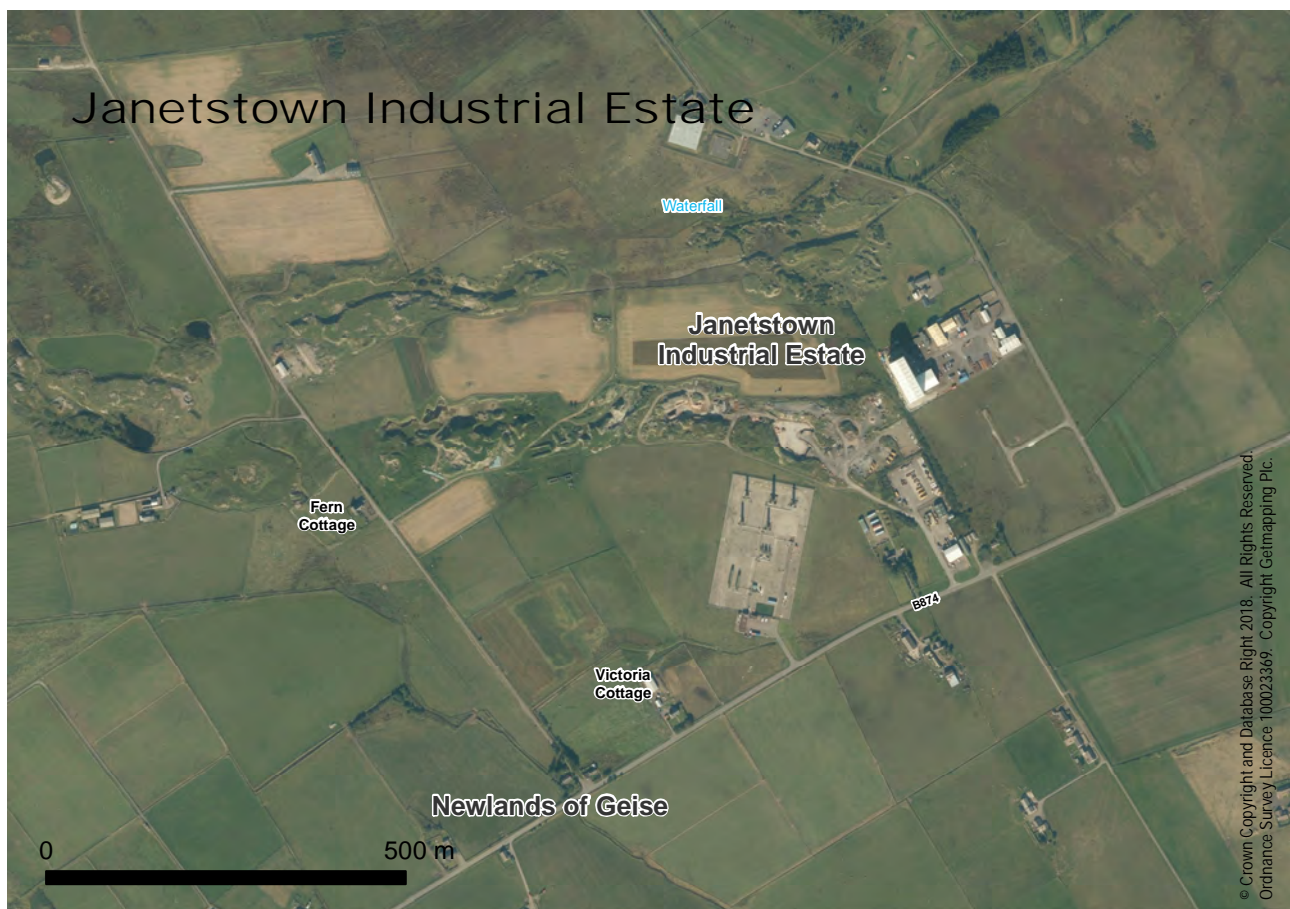 Janetstown Industrial Estate
Waterfall
Janetstown
Industrial Estate
Fern
Cottage
B874
Victoria
Cottage
Newlands of Geise
0 500 m
© Crown Copyright and Database Right 2018. All Rights Reserved.
Ordnance Survey Licence 100023369. Copyright Getmapping Plc.